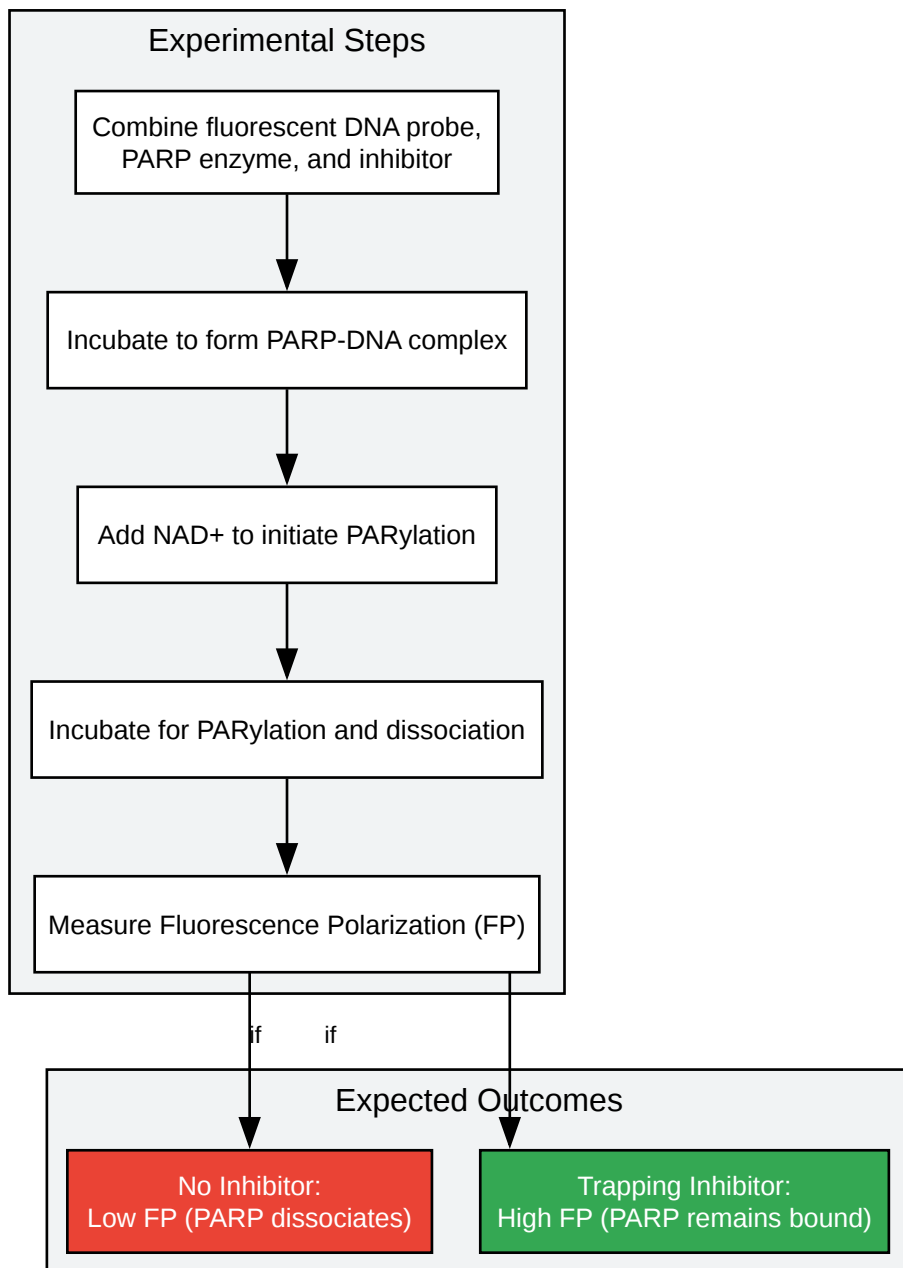 Experimental Steps
Combine fluorescent DNA probe,
PARP enzyme, and inhibitor
Incubate to form PARP-DNA complex
Add NAD+ to initiate PARylation
Incubate for PARylation and dissociation
Measure Fluorescence Polarization (FP)
if
if
Expected Outcomes
No Inhibitor:
Low FP (PARP dissociates)
Trapping Inhibitor:
High FP (PARP remains bound)